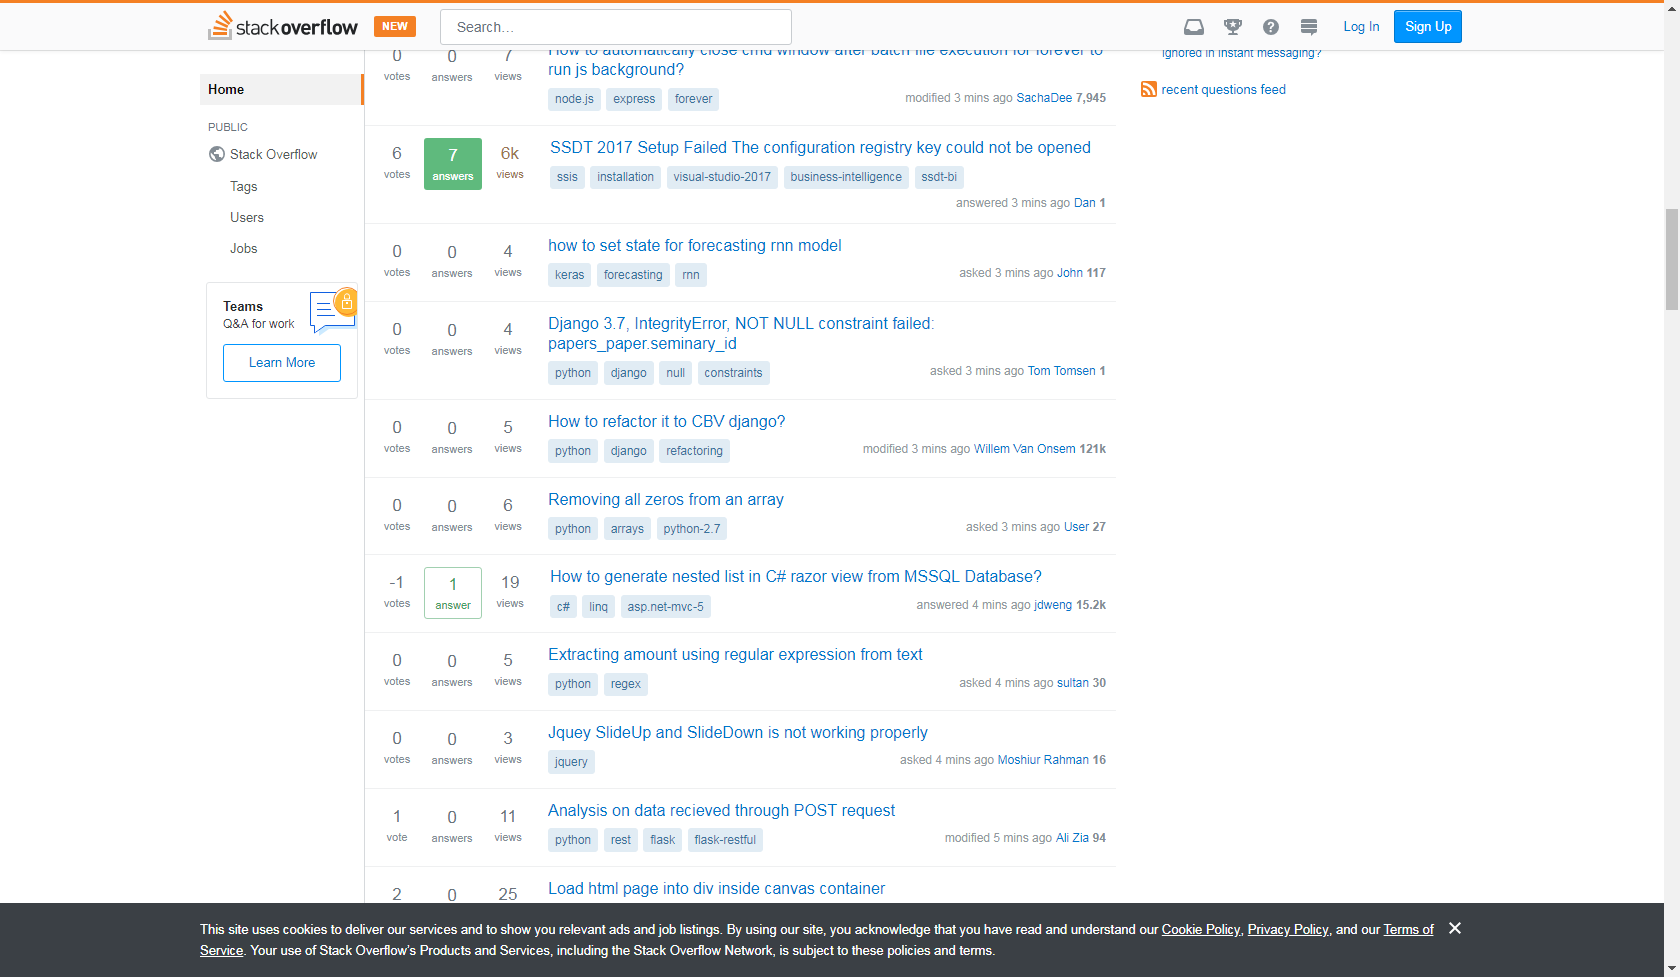 stackoverflow NEW Search... Log In Sign Up
Home
PUBLIC
Stack Overflow
Tags
Users
Jobs
Teams
Q&A for work
Learn More
0 votes 0 answers 7 views
How to automatically close cmd window after batch file execution for forever to
run js background?
node.js express forever
modified 3 mins ago SachaDee 7,945
6 votes 7 answers 6k views
SSDT 2017 Setup Failed The configuration registry key could not be opened
ssis installation visual-studio-2017 business-intelligence ssdt-bi
answered 3 mins ago Dan 1
0 votes 0 answers 4 views
how to set state for forecasting rnn model
keras forecasting rnn
asked 3 mins ago John 117
0 votes 0 answers 4 views
Django 3.7, IntegrityError, NOT NULL constraint failed:
papers_paper.seminary_id
python django null constraints
asked 3 mins ago Tom Tomsen 1
0 votes 0 answers 5 views
How to refactor it to CBV django?
python django refactoring
modified 3 mins ago Willem Van Onsem 121k
0 votes 0 answers 6 views
Removing all zeros from an array
python arrays python-2.7
asked 3 mins ago User 27
-1 votes 1 answer 19 views
How to generate nested list in C# razor view from MSSQL Database?
c# linq asp.net-mvc-5
answered 4 mins ago jdweng 15.2k
0 votes 0 answers 5 views
Extracting amount using regular expression from text
python regex
asked 4 mins ago sultan 30
0 votes 0 answers 3 views
Jquey SlideUp and SlideDown is not working properly
jquery
asked 4 mins ago Moshiur Rahman 16
1 vote 0 answers 11 views
Analysis on data recieved through POST request
python rest flask flask-restful
modified 5 mins ago Ali Zia 94
2 0 25
Load html page into div inside canvas container
ignored in instant messaging?
recent questions feed
This site uses cookies to deliver our services and to show you relevant ads and job listings. By using our site, you acknowledge that you have read and understand our Cookie Policy, Privacy Policy, and our Terms of
Service. Your use of Stack Overflow's Products and Services, including the Stack Overflow Network, is subject to these policies and terms.